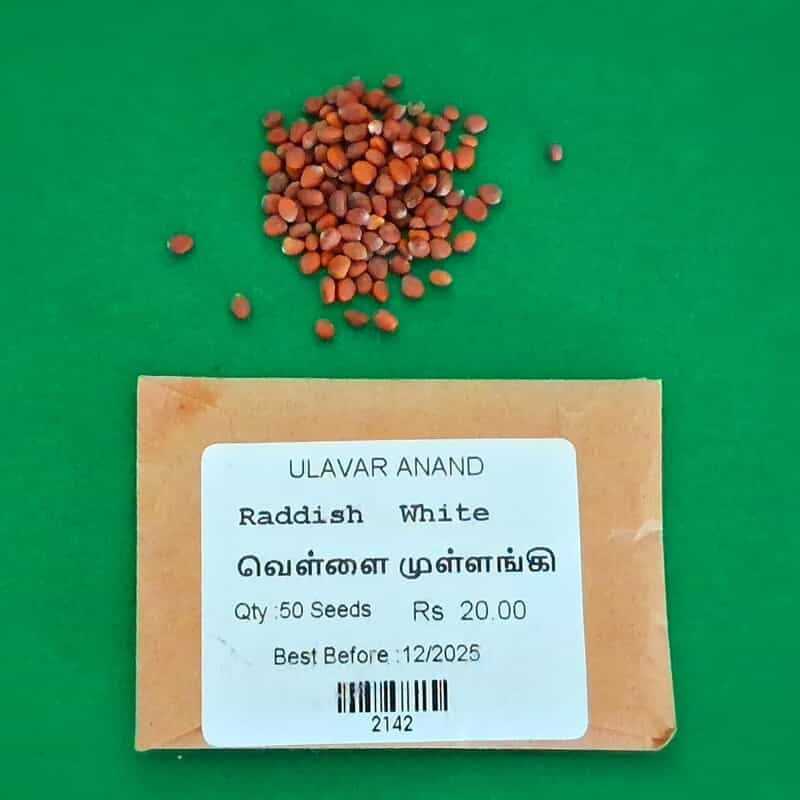 ULAVAR ANAND
Raddish White
வெள்ளை முள்ளங்கி
Qty :50 Seeds Rs 20.00
Best Before :12/2025
2142